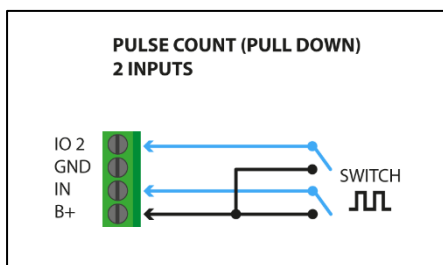 PULSE COUNT (PULL DOWN)
2 INPUTS
IO 2
GND
IN
B+
SWITCH